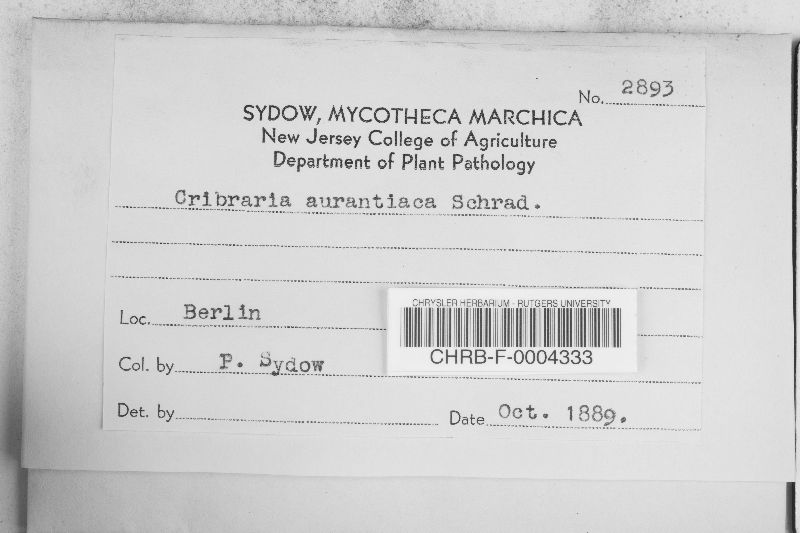 No. 2893
SYDOW, MYCOTHECA MARCHICA
New Jersey College of Agriculture
Department of Plant Pathology
Cribraria aurantiaca Schrad.
Loc. Berlin
CHRYSLER HERBARIUM - RUTGERS UNIVERSITY
CHRB-F-0004333
Col. by P. Sydow
Det. by
Date Oct. 1889.